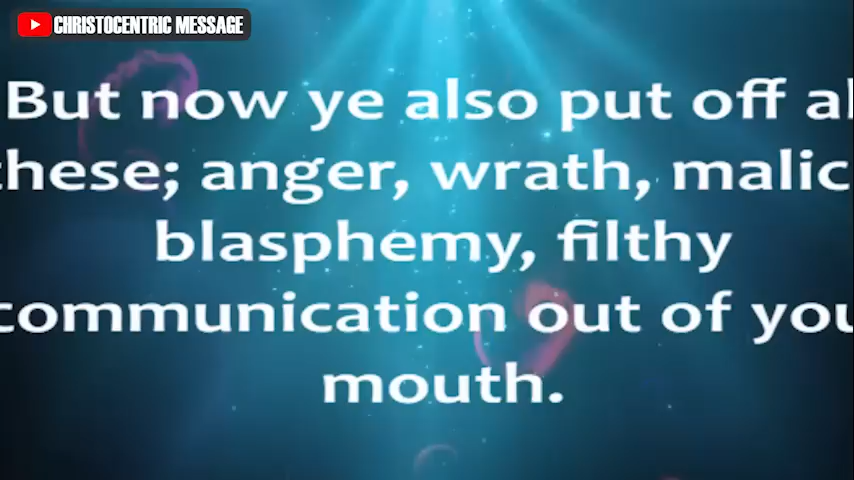 CHRISTOCENTRIC MESSAGE
But now ye also put off al
these; anger, wrath, malic
blasphemy, filthy
communication out of you
mouth.